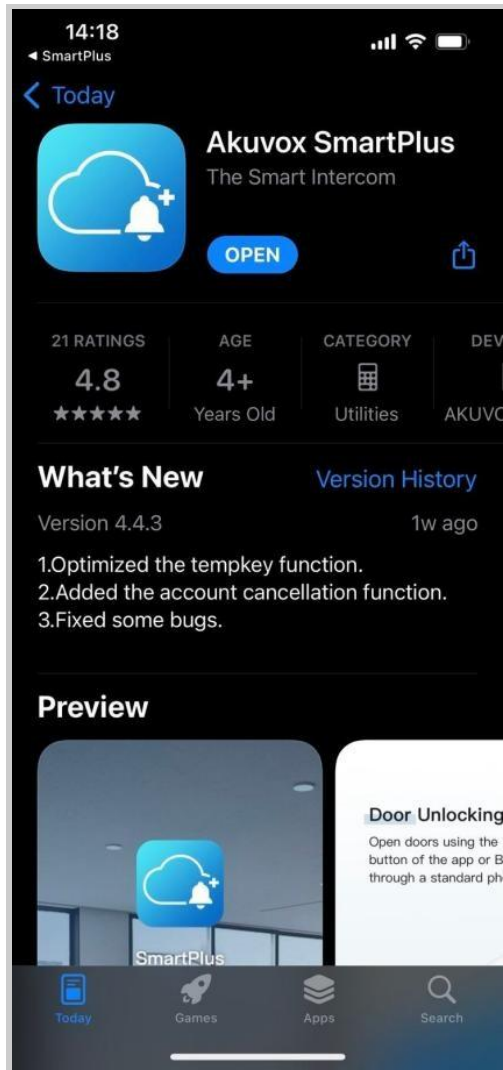 14:18
◀ SmartPlus
Today
Akuvox SmartPlus
The Smart Intercom
OPEN
21 RATINGS
AGE
CATEGORY
DEV
4.8
4+
★★★★★
Years Old
Utilities
AKUVO
What's New
Version History
Version 4.4.3
1w ago
1.Optimized the tempkey function.
2.Added the account cancellation function.
3.Fixed some bugs.
Preview
SmartPlus
Door Unlocking
Open doors using the
button of the app or B
through a standard pho
Today
Games
Apps
Search